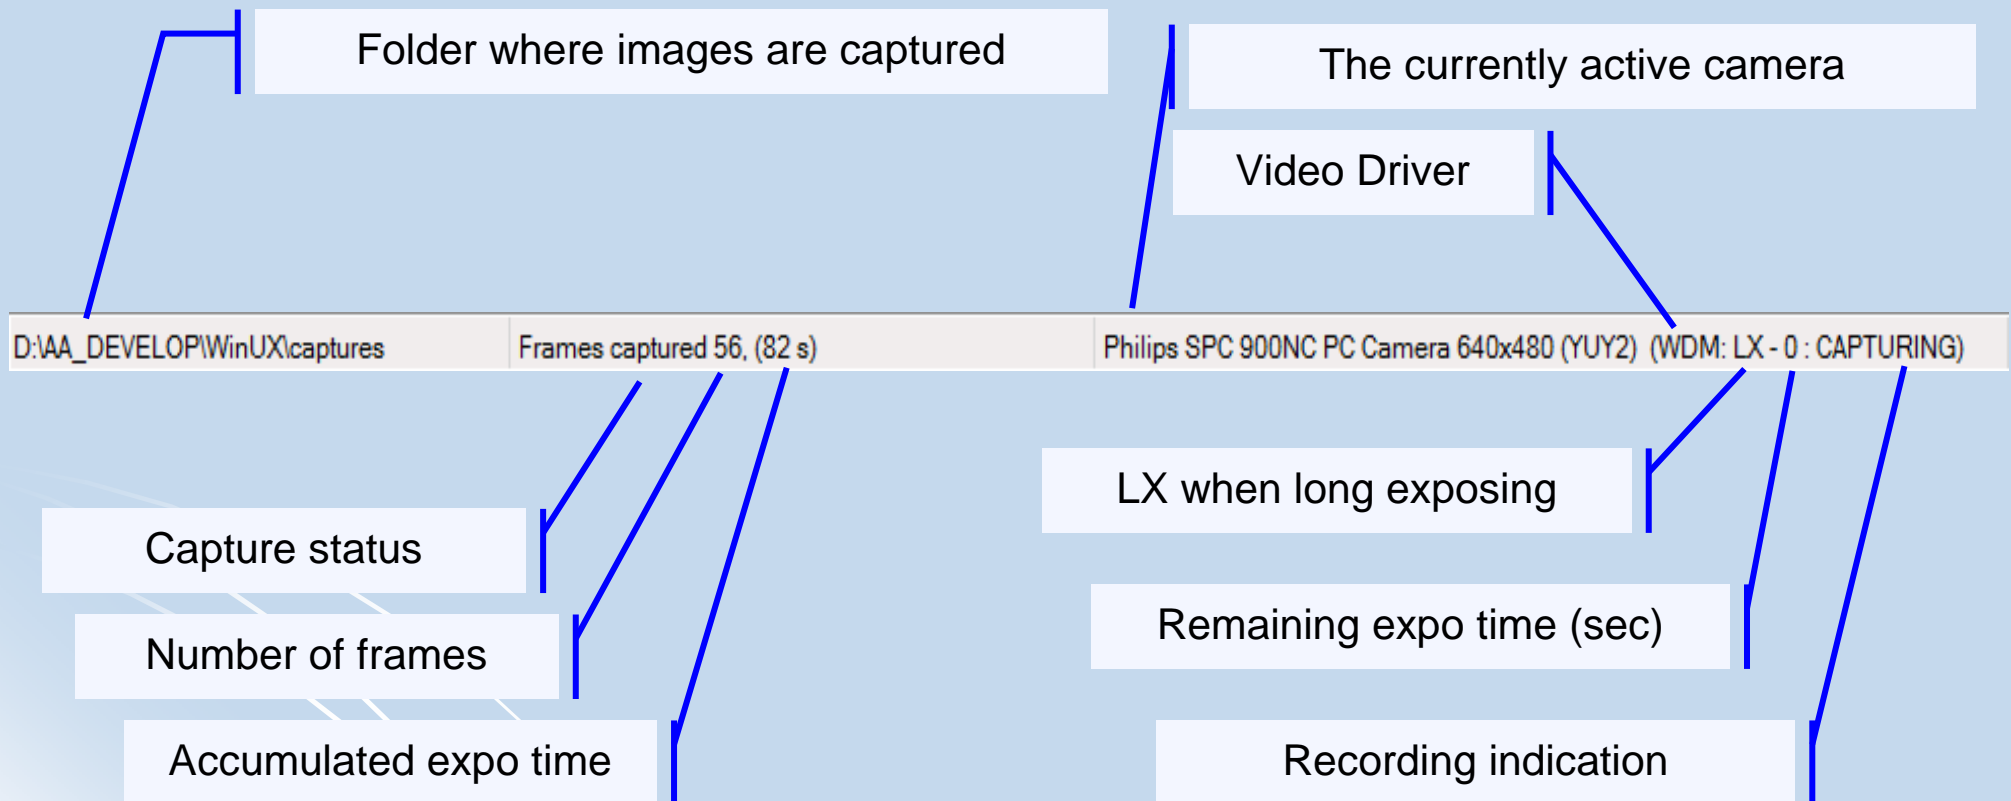 Folder where images are captured
The currently active camera
Video Driver
D:\AA_DEVELOP\WinUX\captures
Frames captured 56, (82 s)
Philips SPC 900NC PC Camera 640x480 (YUY2) (WDM: LX - 0 : CAPTURING)
LX when long exposing
Capture status
Remaining expo time (sec)
Number of frames
Accumulated expo time
Recording indication